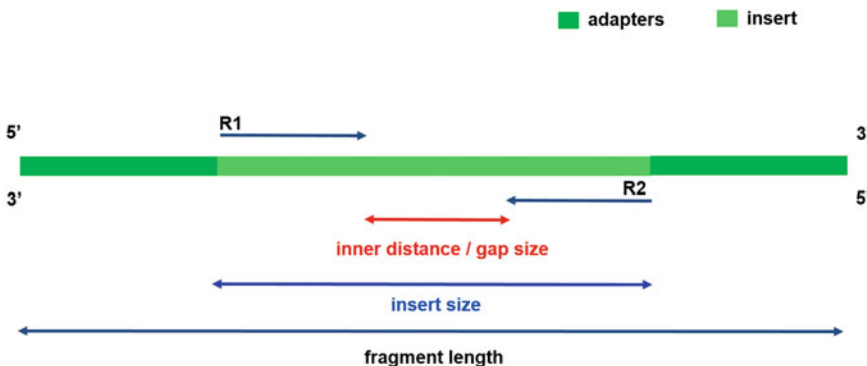 adapters insert
R1
5' 3'
3' R2 5'
inner distance / gap size
insert size
fragment length